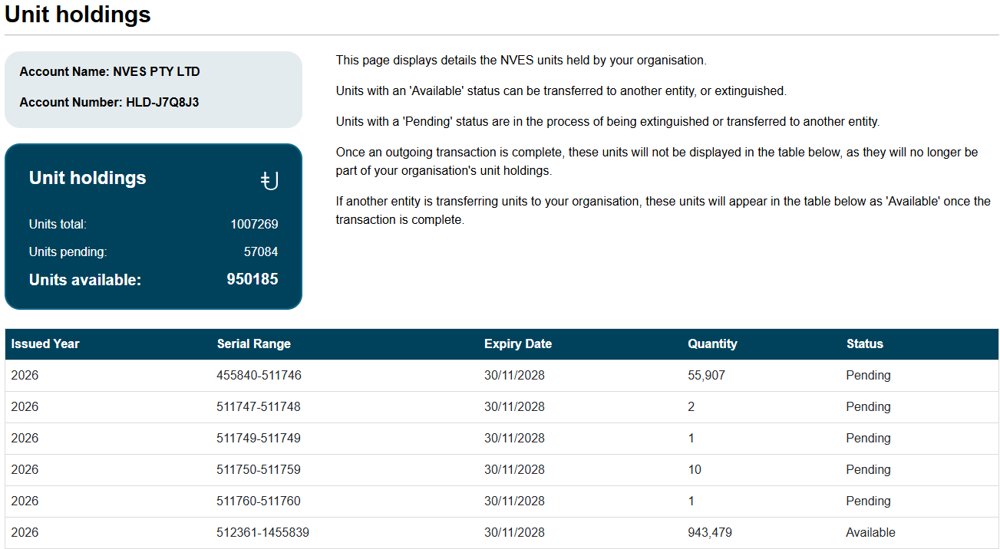 Unit holdings
Account Name: NVES PTY LTD
Account Number: HLD-J7Q8J3
Unit holdings
Units total: 1007269
Units pending: 57084
Units available: 950185
This page displays details the NVES units held by your organisation.
Units with an 'Available' status can be transferred to another entity, or extinguished.
Units with a 'Pending' status are in the process of being extinguished or transferred to another entity.
Once an outgoing transaction is complete, these units will not be displayed in the table below, as they will no longer be
part of your organisation's unit holdings.
If another entity is transferring units to your organisation, these units will appear in the table below as 'Available' once the
transaction is complete.
Issued Year Serial Range Expiry Date Quantity Status
2026 455840-511746 30/11/2028 55,907 Pending
2026 511747-511748 30/11/2028 2 Pending
2026 511749-511749 30/11/2028 1 Pending
2026 511750-511759 30/11/2028 10 Pending
2026 511760-511760 30/11/2028 1 Pending
2026 512361-1455839 30/11/2028 943,479 Available